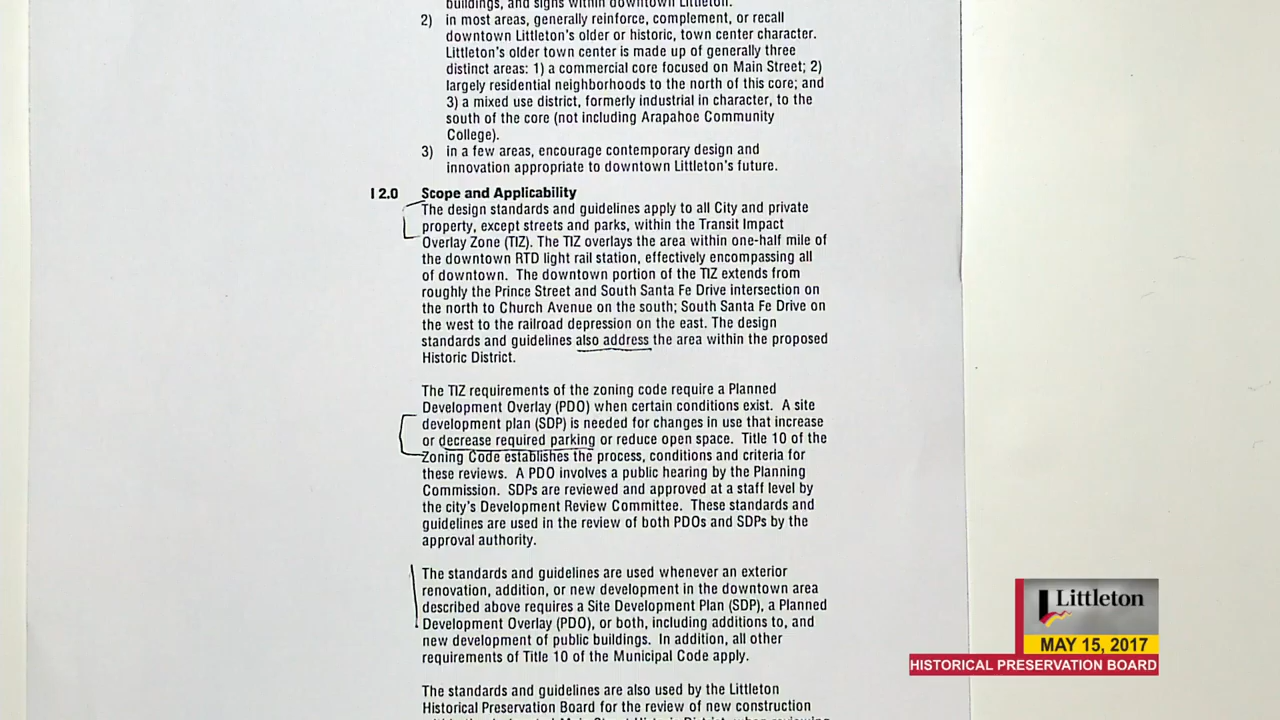 buildings, and signs within downtown Littleton.
2) in most areas, generally reinforce, complement, or recall
downtown Littleton's older or historic, town center character.
Littleton's older town center is made up of generally three
distinct areas: 1) a commercial core focused on Main Street; 2)
largely residential neighborhoods to the north of this core; and
3) a mixed use district, formerly industrial in character, to the
south of the core (not including Arapahoe Community
College).
3) in a few areas, encourage contemporary design and
innovation appropriate to downtown Littleton's future.
I 2.0 Scope and Applicability
The design standards and guidelines apply to all City and private
property, except streets and parks, within the Transit Impact
Overlay Zone (TIZ). The TIZ overlays the area within one-half mile of
the downtown RTD light rail station, effectively encompassing all
of downtown. The downtown portion of the TIZ extends from
roughly the Prince Street and South Santa Fe Drive intersection on
the north to Church Avenue on the south; South Santa Fe Drive on
the west to the railroad depression on the east. The design
standards and guidelines also address the area within the proposed
Historic District.
The TIZ requirements of the zoning code require a Planned
Development Overlay (PDO) when certain conditions exist. A site
development plan (SDP) is needed for changes in use that increase
or decrease required parking or reduce open space. Title 10 of the
Zoning Code establishes the process, conditions and criteria for
these reviews. A PDO involves a public hearing by the Planning
Commission. SDPs are reviewed and approved at a staff level by
the city's Development Review Committee. These standards and
guidelines are used in the review of both PDOs and SDPs by the
approval authority.
The standards and guidelines are used whenever an exterior
renovation, addition, or new development in the downtown area
described above requires a Site Development Plan (SDP), a Planned
Development Overlay (PDO), or both, including additions to, and
new development of public buildings. In addition, all other
requirements of Title 10 of the Municipal Code apply.
The standards and guidelines are also used by the Littleton
Historical Preservation Board for the review of new construction
Littleton
MAY 15, 2017
HISTORICAL PRESERVATION BOARD